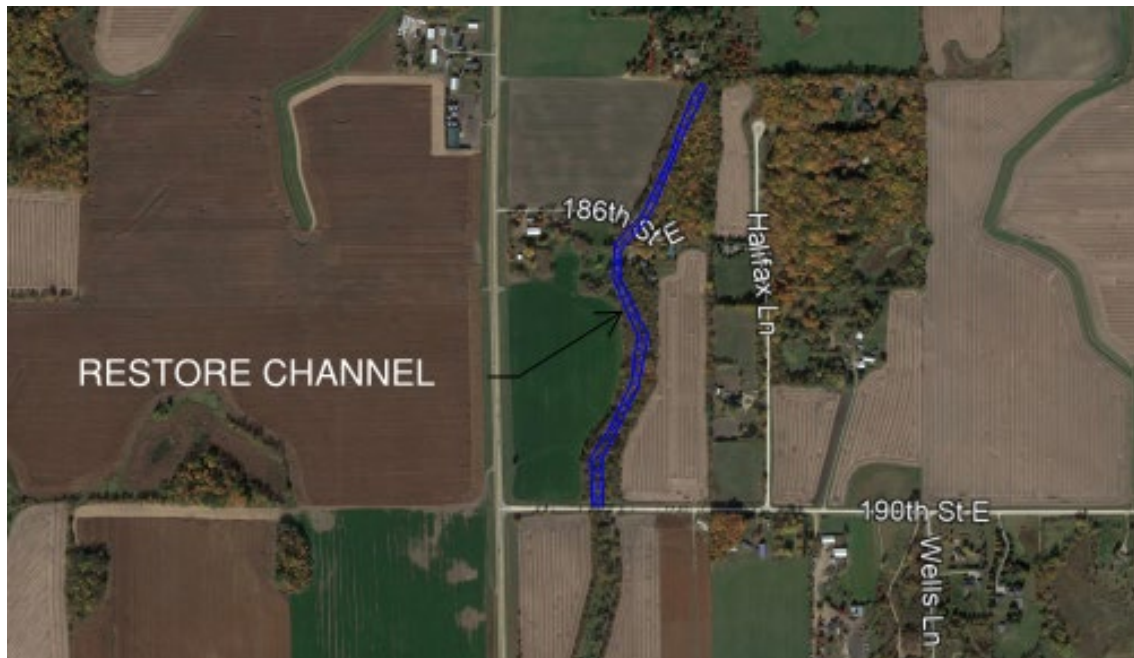 186th St E
Halifax Ln
RESTORE CHANNEL
190th St E
Wells Ln